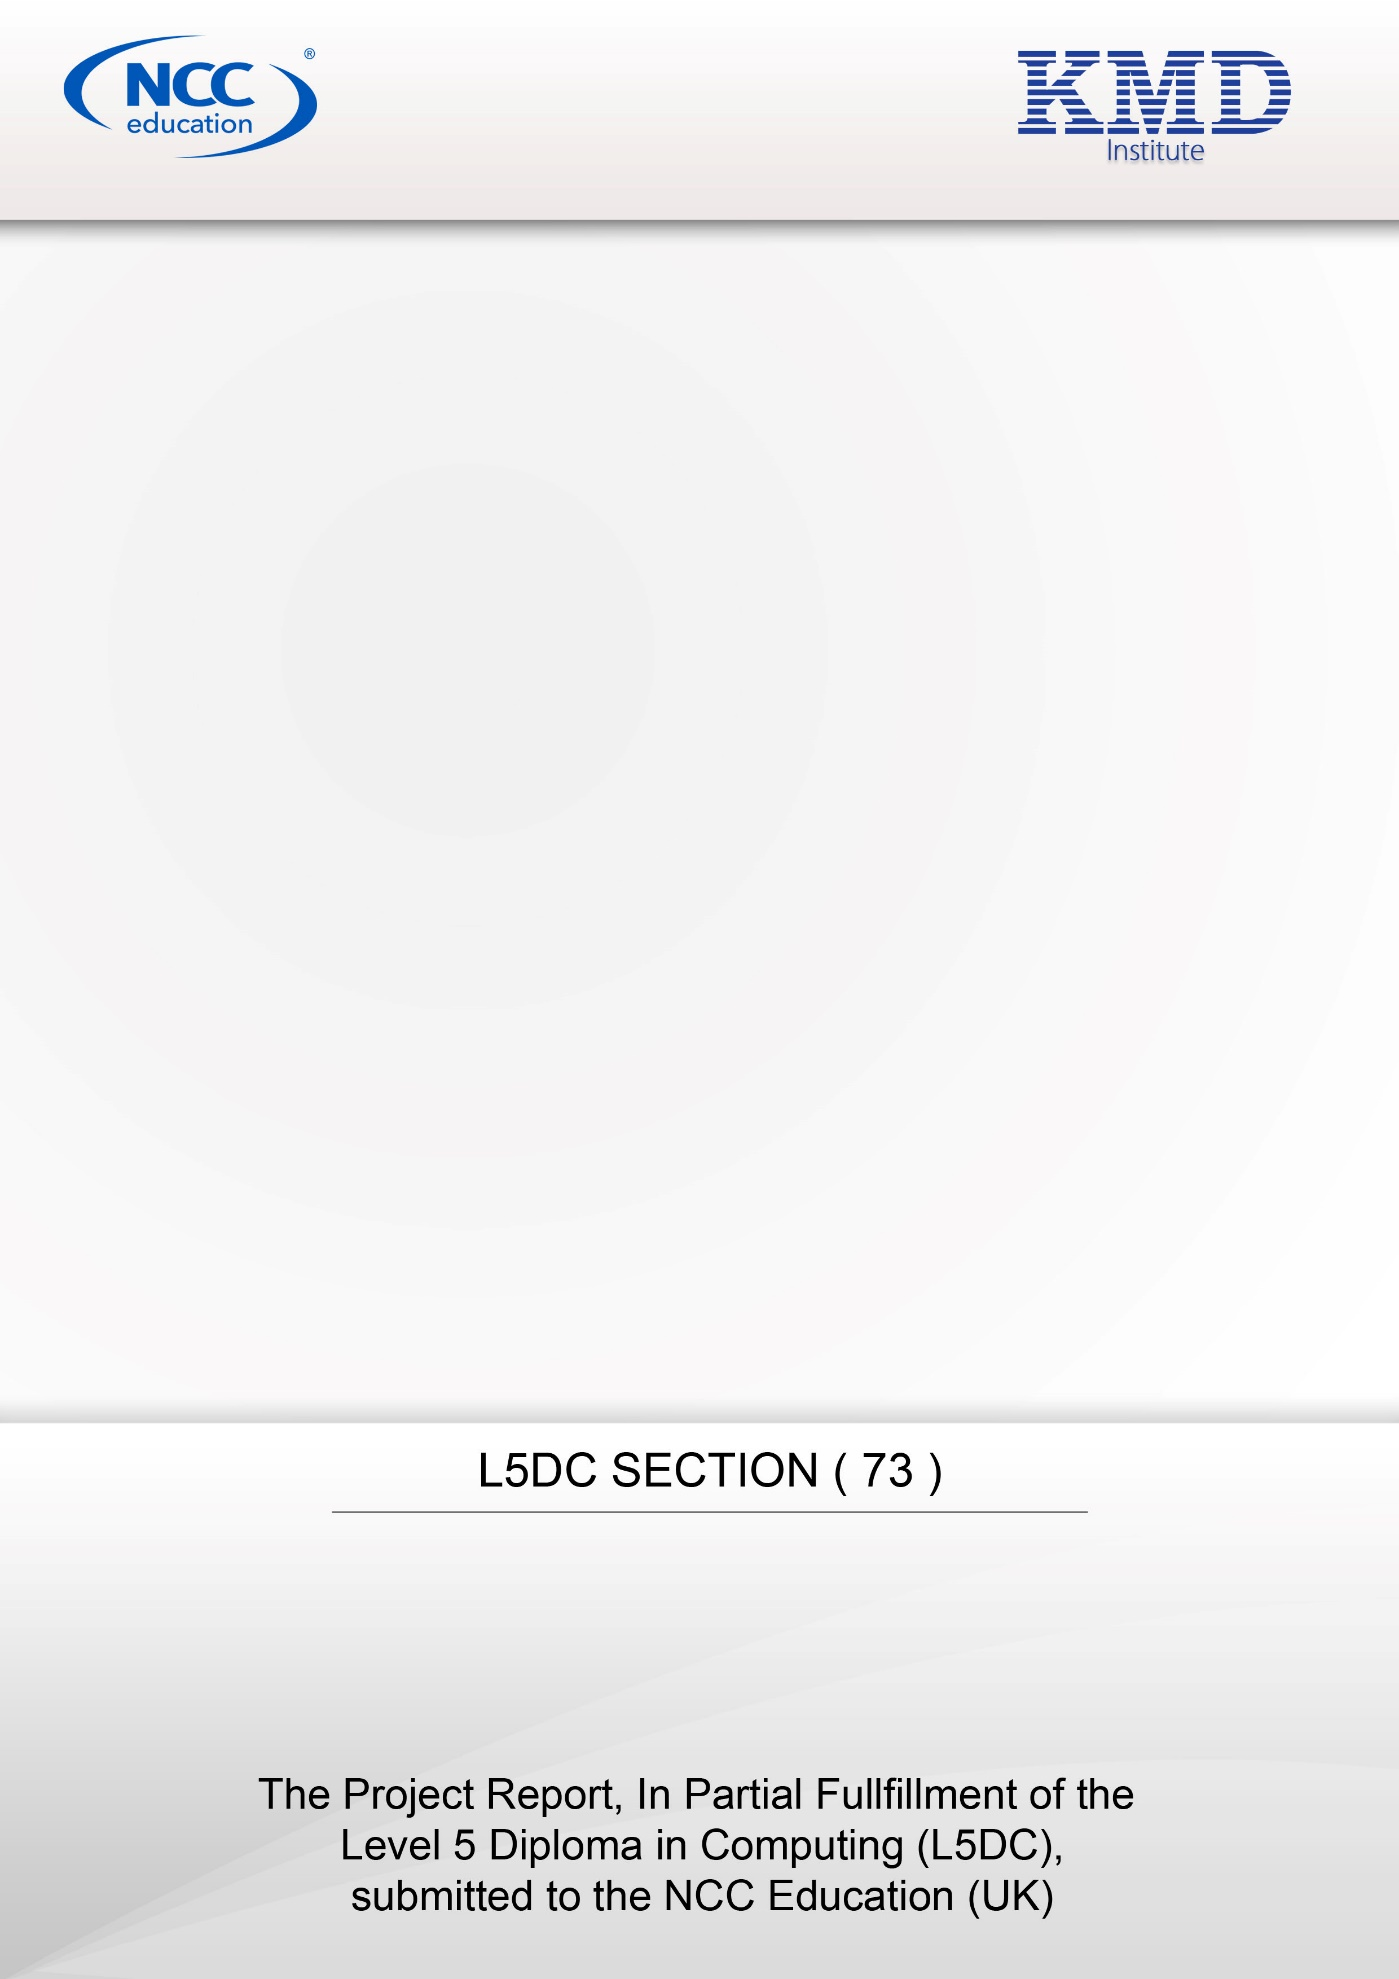 NCC ®
education
KMD
Institute
L5DC SECTION ( 73 )
The Project Report, In Partial Fullfillment of the
Level 5 Diploma in Computing (L5DC),
submitted to the NCC Education (UK)